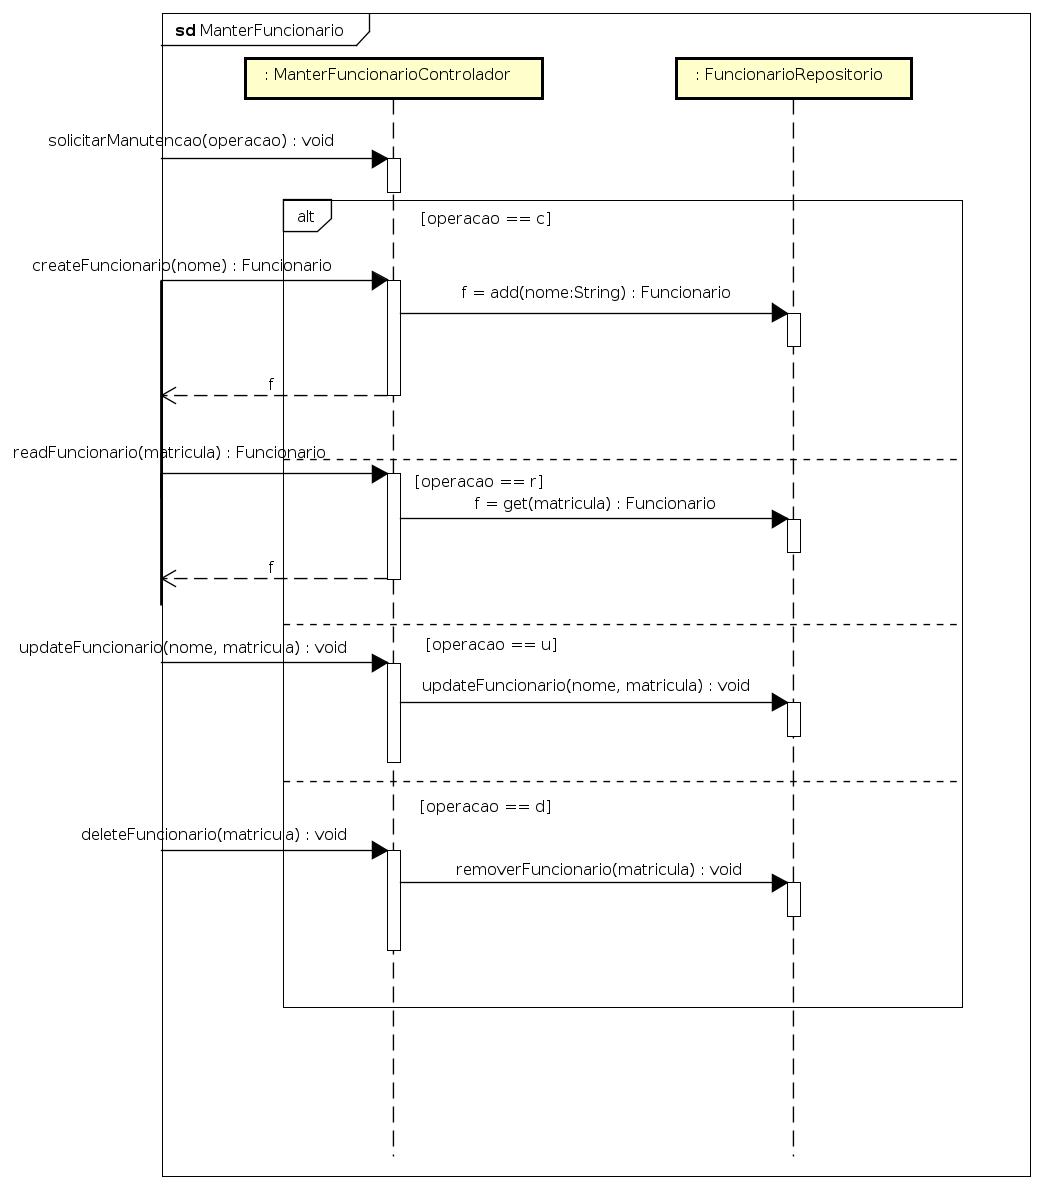 sd ManterFuncionario
: ManterFuncionarioControlador
: FuncionarioRepositorio
solicitarManutencao(operacao) : void
alt
[operacao == c]
createFuncionario(nome) : Funcionario
f = add(nome:String) : Funcionario
f
readFuncionario(matricula) : Funcionario
[operacao == r]
f = get(matricula) : Funcionario
f
updateFuncionario(nome, matricula) : void
[operacao == u]
updateFuncionario(nome, matricula) : void
[operacao == d]
deleteFuncionario(matricula) : void
removerFuncionario(matricula) : void